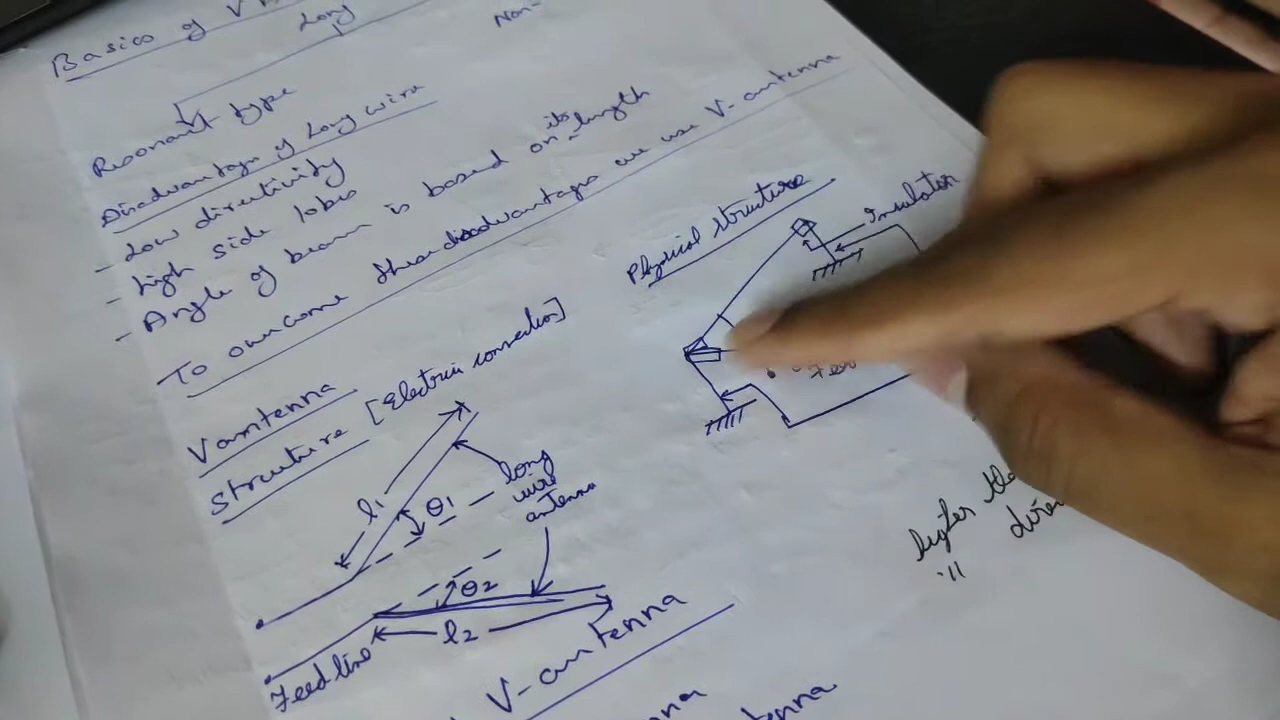 Basics of V
Long
Non-
Resonant type
Disadvantages of Long wire
- Low directivity
- high side lobes
- Angle of beam is based on its length
To overcome these disadvantages we use V-antenna
V antenna
Structure [Electric connection]
l1
θ1
long
wire
antenna
θ2
l2
Feed line
Physical structure
Insulator
Feed
higher the
V-antenna